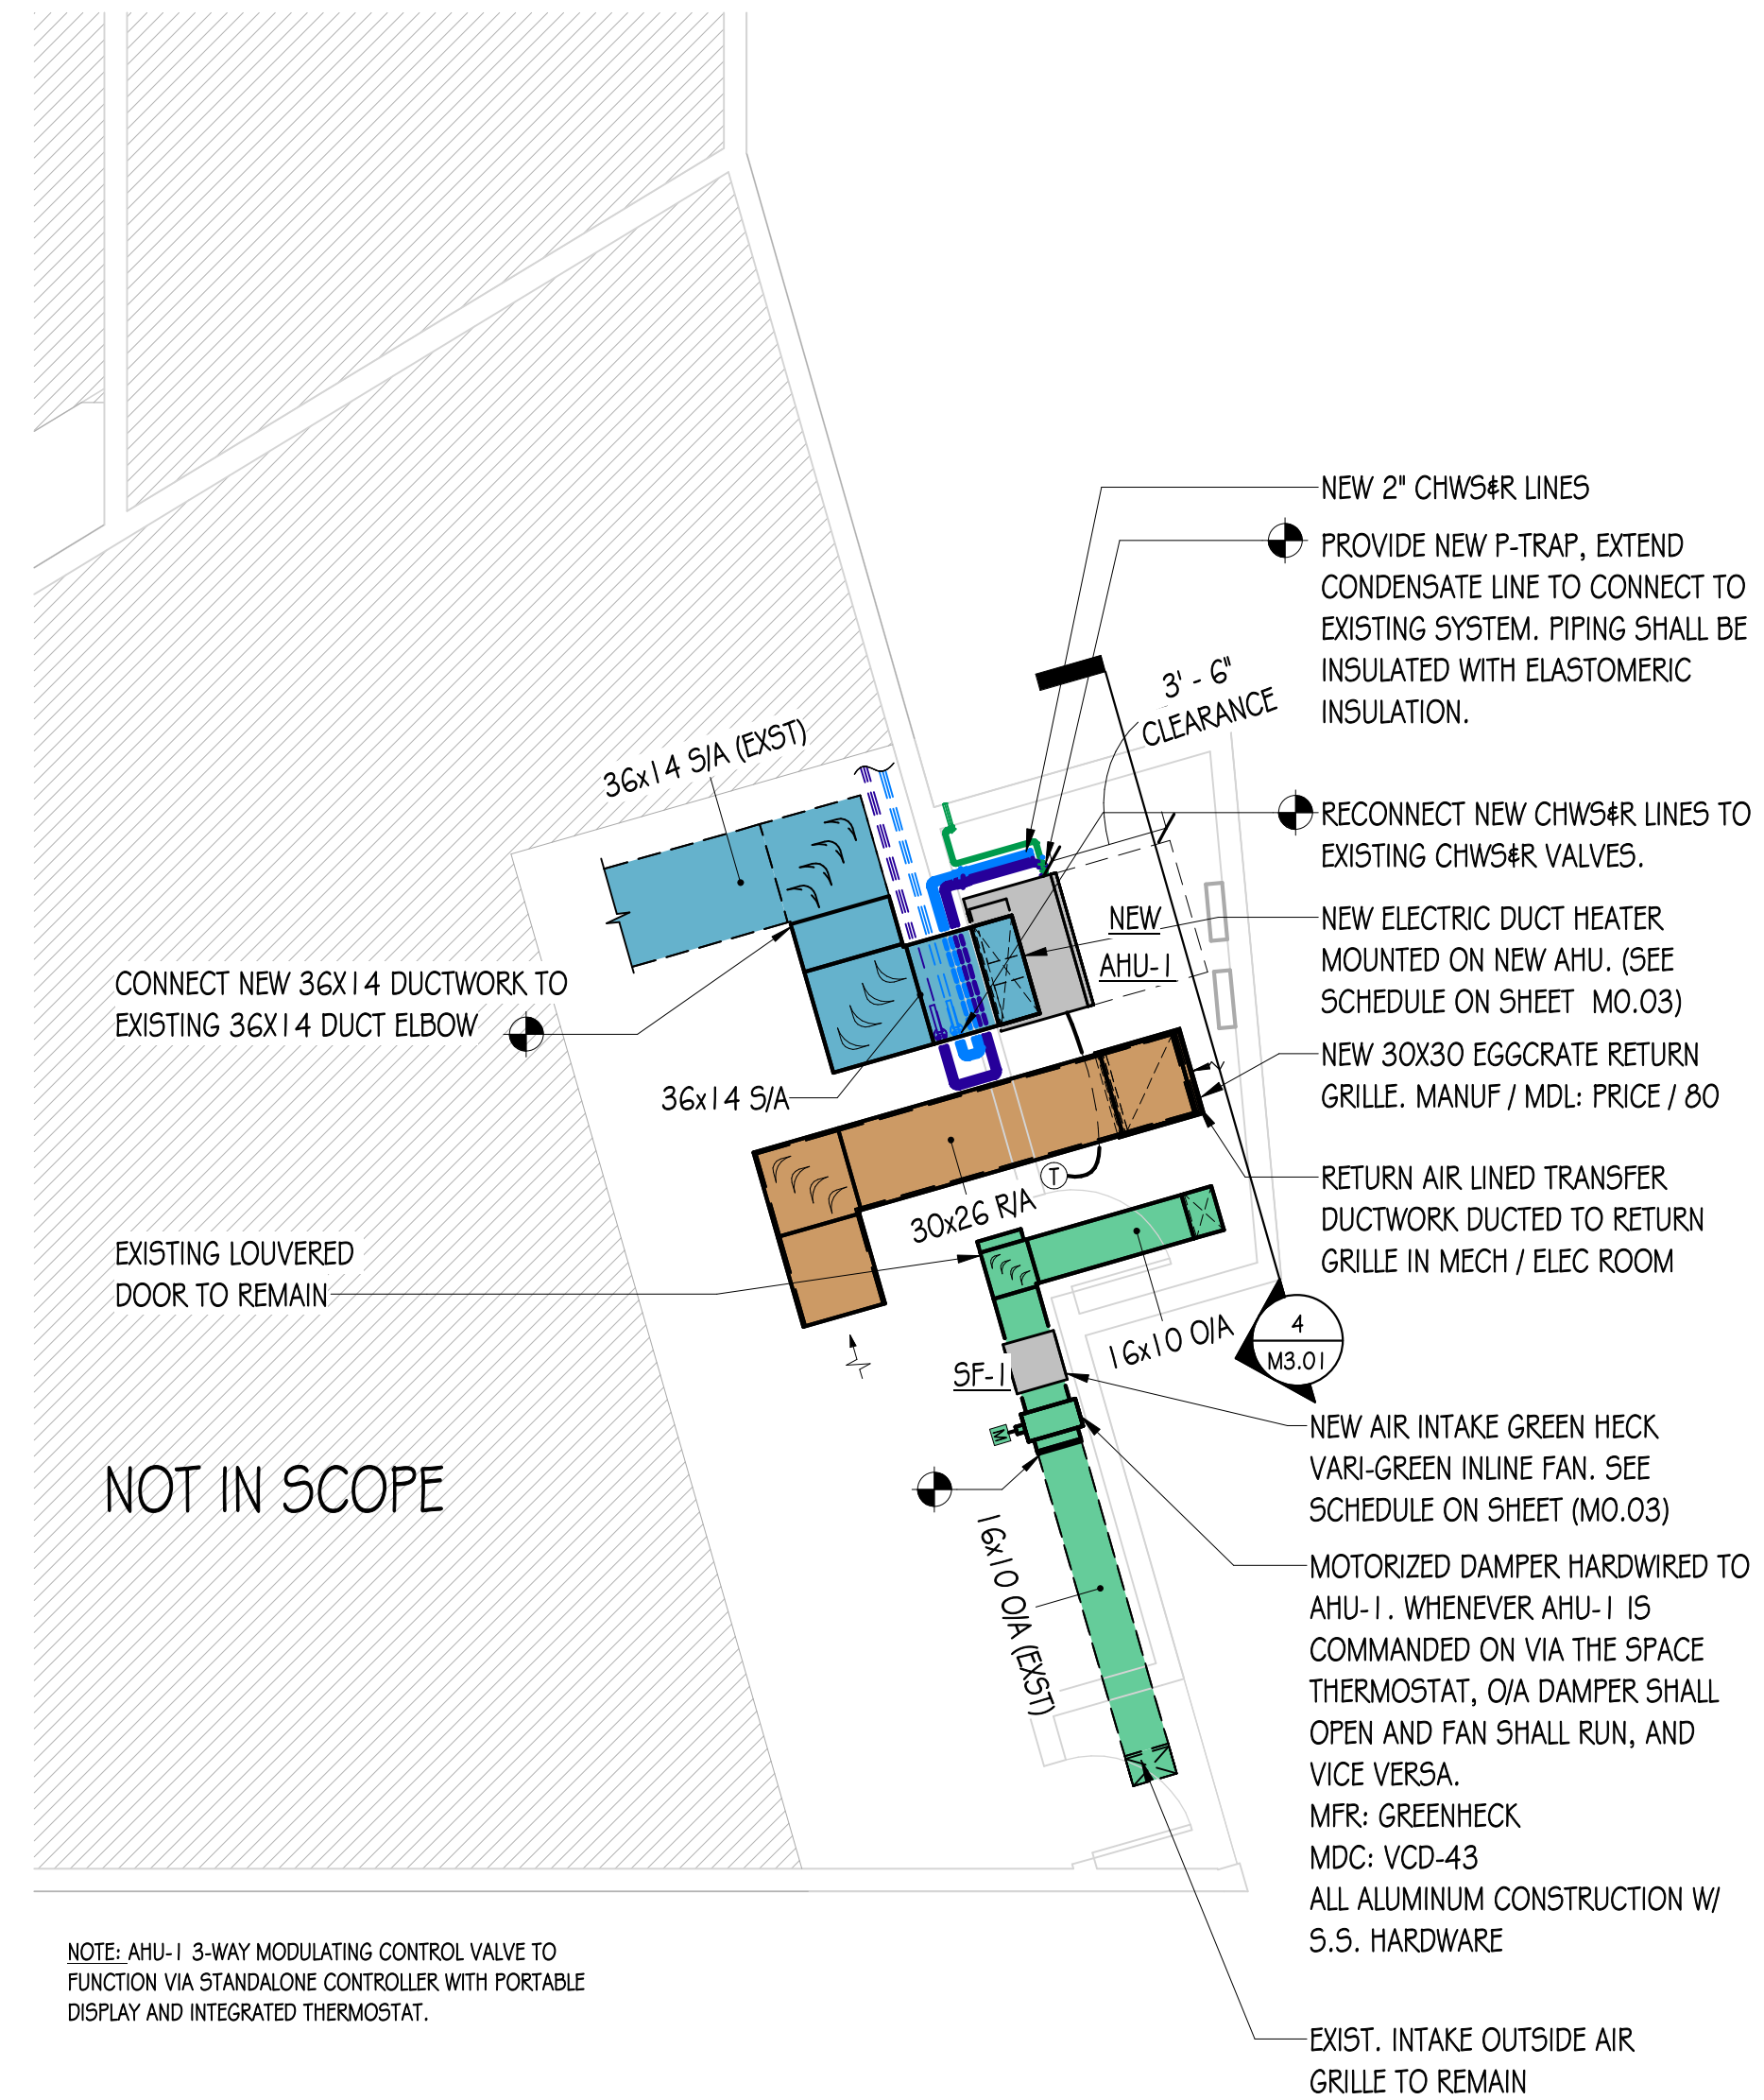 NEW 2" CHWS&R LINES
PROVIDE NEW P-TRAP, EXTEND
CONDENSATE LINE TO CONNECT TO
EXISTING SYSTEM. PIPING SHALL BE
INSULATED WITH ELASTOMERIC
INSULATION.
3' - 6"
CLEARANCE
36x14 S/A (EXST)
RECONNECT NEW CHWS&R LINES TO
EXISTING CHWS&R VALVES.
NEW
AHU-1
NEW ELECTRIC DUCT HEATER
MOUNTED ON NEW AHU. (SEE
SCHEDULE ON SHEET M0.03)
CONNECT NEW 36X14 DUCTWORK TO
EXISTING 36X14 DUCT ELBOW
NEW 30X30 EGGCRATE RETURN
GRILLE. MANUF / MDL: PRICE / 80
36x14 S/A
T
RETURN AIR LINED TRANSFER
DUCTWORK DUCTED TO RETURN
GRILLE IN MECH / ELEC ROOM
30x26 R/A
EXISTING LOUVERED
DOOR TO REMAIN
16x10 O/A
4
M3.01
SF-1
M
NEW AIR INTAKE GREEN HECK
VARI-GREEN INLINE FAN. SEE
SCHEDULE ON SHEET (M0.03)
NOT IN SCOPE
16x10 O/A (EXST)
MOTORIZED DAMPER HARDWIRED TO
AHU-1. WHENEVER AHU-1 IS
COMMANDED ON VIA THE SPACE
THERMOSTAT, O/A DAMPER SHALL
OPEN AND FAN SHALL RUN, AND
VICE VERSA.
MFR: GREENHECK
MDC: VCD-43
ALL ALUMINUM CONSTRUCTION W/
S.S. HARDWARE
NOTE: AHU-1 3-WAY MODULATING CONTROL VALVE TO
FUNCTION VIA STANDALONE CONTROLLER WITH PORTABLE
DISPLAY AND INTEGRATED THERMOSTAT.
EXIST. INTAKE OUTSIDE AIR
GRILLE TO REMAIN